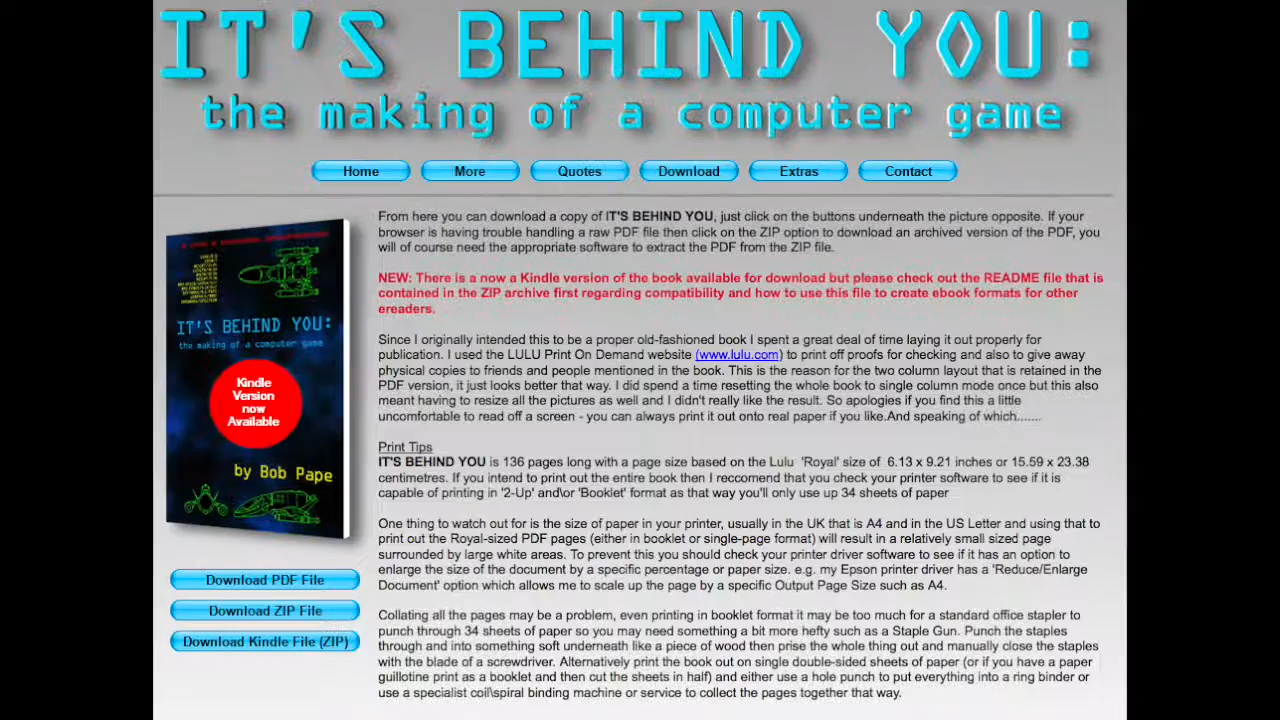 IT'S BEHIND YOU:
the making of a computer game
Home More Quotes Download Extras Contact
From here you can download a copy of IT'S BEHIND YOU, just click on the buttons underneath the picture opposite. If your
browser is having trouble handling a raw PDF file then click on the ZIP option to download an archived version of the PDF, you
will of course need the appropriate software to extract the PDF from the ZIP file.
NEW: There is a now a Kindle version of the book available for download but please check out the README file that is
contained in the ZIP archive first regarding compatibility and how to use this file to create ebook formats for other
ereaders.
Since I originally intended this to be a proper old-fashioned book I spent a great deal of time laying it out properly for
publication. I used the LULU Print On Demand website (www.lulu.com) to print off proofs for checking and also to give away
physical copies to friends and people mentioned in the book. This is the reason for the two column layout that is retained in the
PDF version, it just looks better that way. I did spend a time resetting the whole book to single column mode once but this also
meant having to resize all the pictures as well and I didn't really like the result. So apologies if you find this a little
uncomfortable to read off a screen - you can always print it out onto real paper if you like.And speaking of which.......
Print Tips
IT'S BEHIND YOU is 136 pages long with a page size based on the Lulu 'Royal' size of 6.13 x 9.21 inches or 15.59 x 23.38
centimetres. If you intend to print out the entire book then I reccomend that you check your printer software to see if it is
capable of printing in '2-Up' and\or 'Booklet' format as that way you'll only use up 34 sheets of paper
One thing to watch out for is the size of paper in your printer, usually in the UK that is A4 and in the US Letter and using that to
print out the Royal-sized PDF pages (either in booklet or single-page format) will result in a relatively small sized page
surrounded by large white areas. To prevent this you should check your printer driver software to see if it has an option to
enlarge the size of the document by a specific percentage or paper size. e.g. my Epson printer driver has a 'Reduce/Enlarge
Document' option which allows me to scale up the page by a specific Output Page Size such as A4.
Collating all the pages may be a problem, even printing in booklet format it may be too much for a standard office stapler to
punch through 34 sheets of paper so you may need something a bit more hefty such as a Staple Gun. Punch the staples
through and into something soft underneath like a piece of wood then prise the whole thing out and manually close the staples
with the blade of a screwdriver. Alternatively print the book out on single double-sided sheets of paper (or if you have a paper
guillotine print as a booklet and then cut the sheets in half) and either use a hole punch to put everything into a ring binder or
use a specialist coil\spiral binding machine or service to collect the pages together that way.
IT'S BEHIND YOU:
the making of a computer game
Kindle
Version
now
Available
by Bob Pape
Download PDF File
Download ZIP File
Download Kindle File (ZIP)